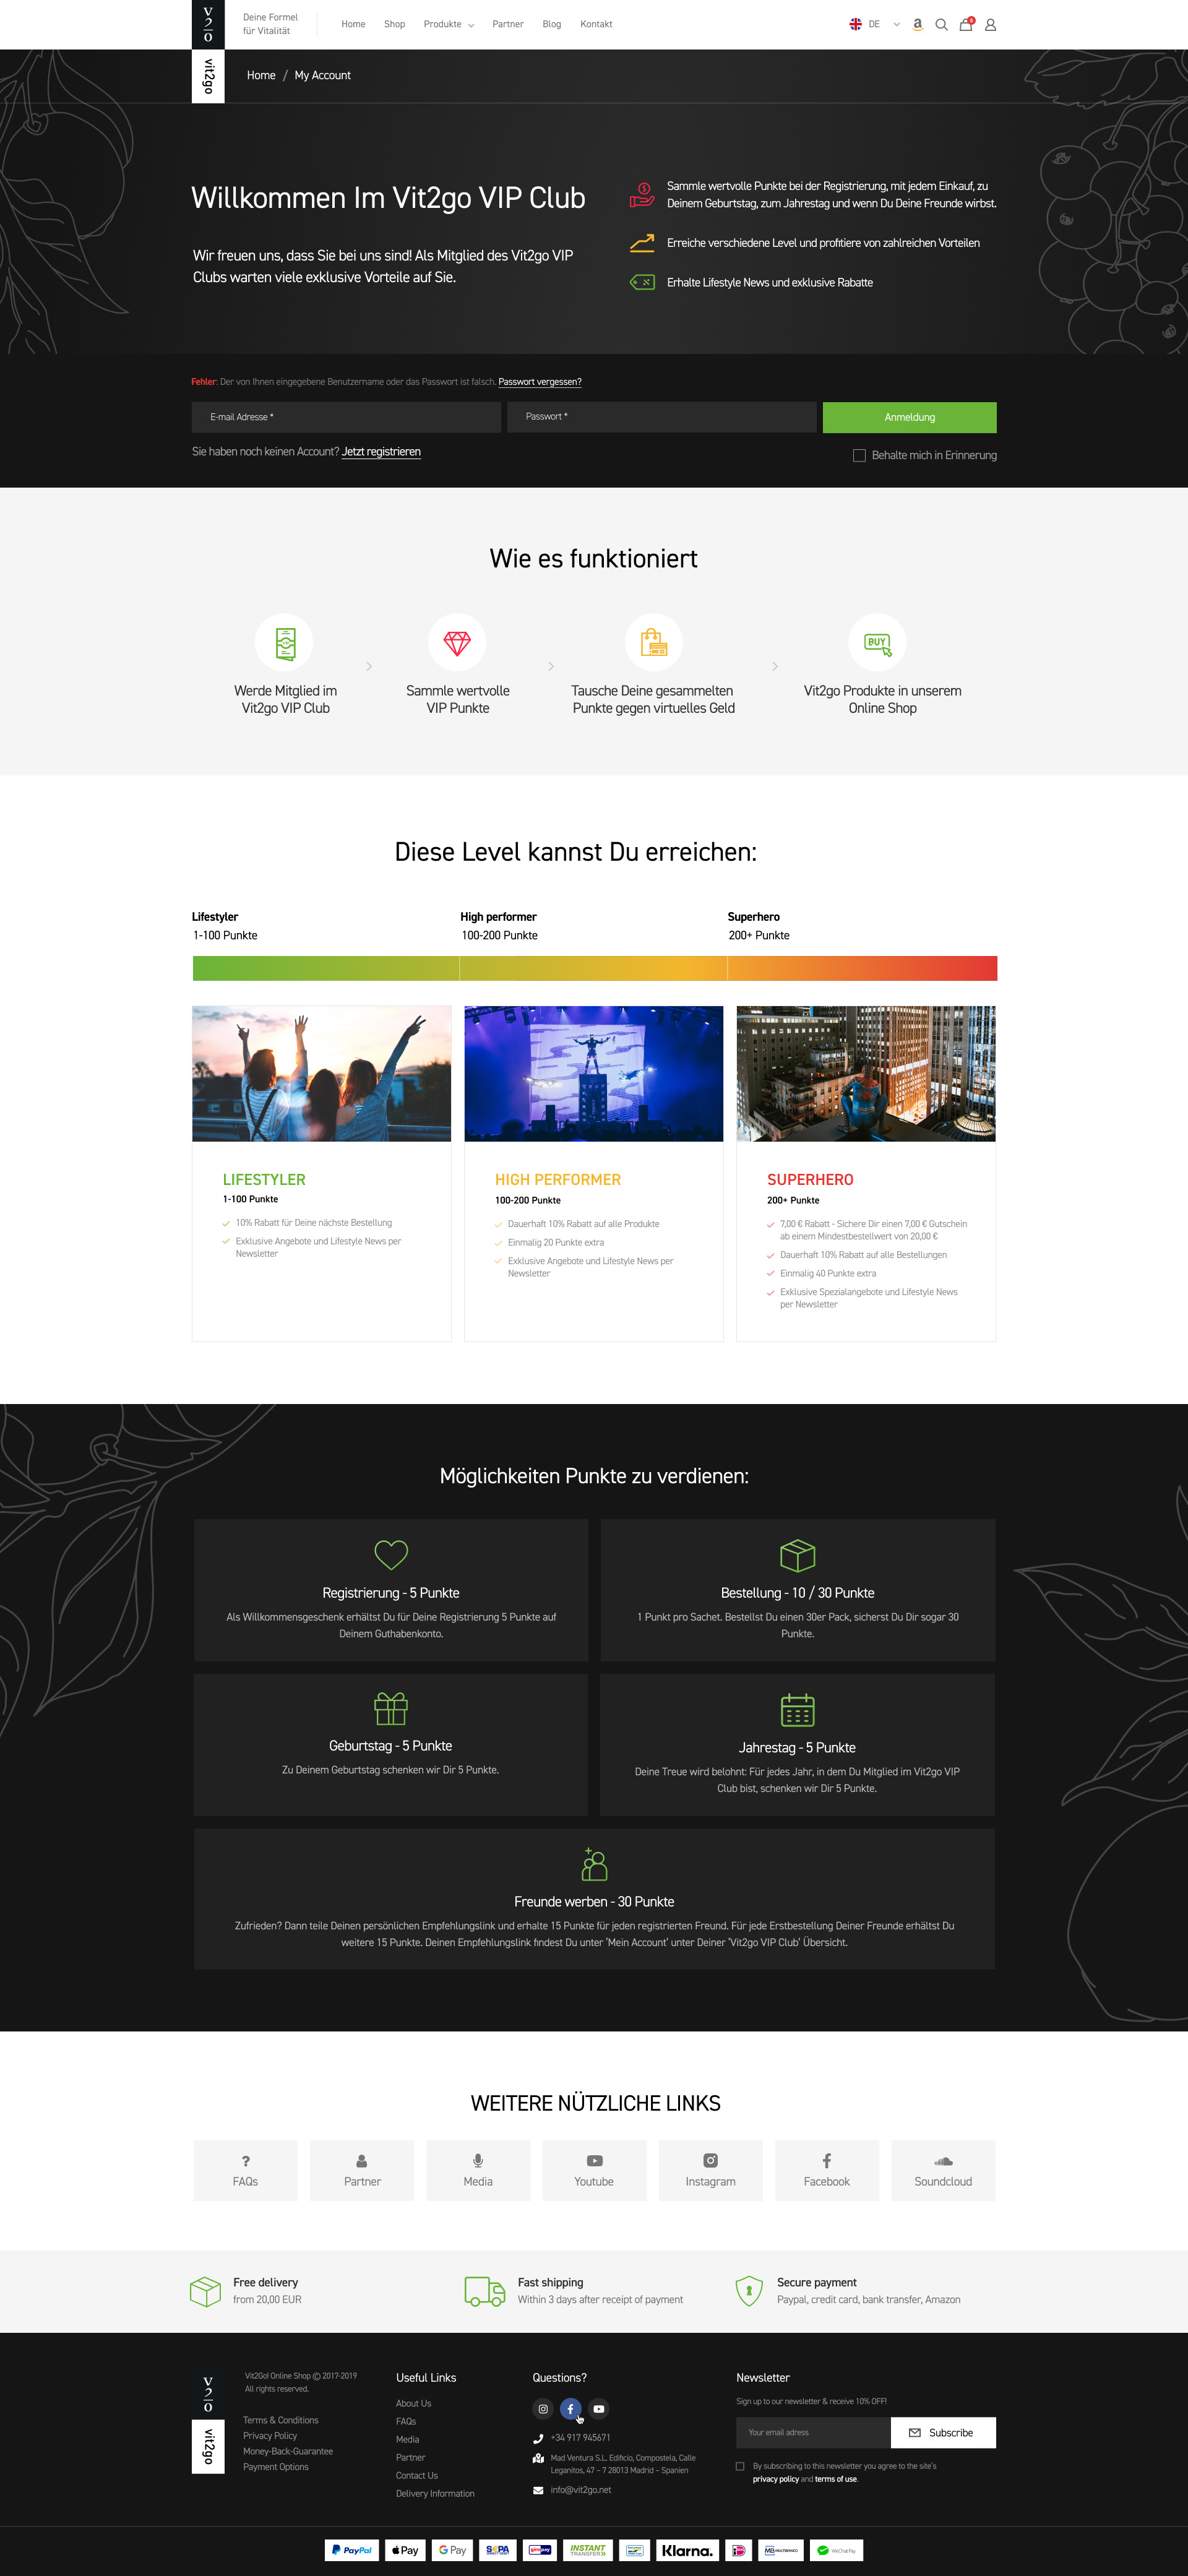 v2o
Deine Formel
für Vitalität
Home
Shop
Produkte
Partner
Blog
Kontakt
DE
vit2go
Home / My Account
Willkommen Im Vit2go VIP Club
Wir freuen uns, dass Sie bei uns sind! Als Mitglied des Vit2go VIP
Clubs warten viele exklusive Vorteile auf Sie.
Sammle wertvolle Punkte bei der Registrierung, mit jedem Einkauf, zu
Deinem Geburtstag, zum Jahrestag und wenn Du Deine Freunde wirbst.
Erreiche verschiedene Level und profitiere von zahlreichen Vorteilen
Erhalte Lifestyle News und exklusive Rabatte
Fehler: Der von Ihnen eingegebene Benutzername oder das Passwort ist falsch. Passwort vergessen?
E-mail Adresse *
Passwort *
Anmeldung
Sie haben noch keinen Account? Jetzt registrieren
Behalte mich in Erinnerung
Wie es funktioniert
BUY
Werde Mitglied im
Vit2go VIP Club
Sammle wertvolle
VIP Punkte
Tausche Deine gesammelten
Punkte gegen virtuelles Geld
Vit2go Produkte in unserem
Online Shop
Diese Level kannst Du erreichen:
Lifestyler
1-100 Punkte
High performer
100-200 Punkte
Superhero
200+ Punkte
LIFESTYLER
1-100 Punkte
10% Rabatt für Deine nächste Bestellung
Exklusive Angebote und Lifestyle News per
Newsletter
HIGH PERFORMER
100-200 Punkte
Dauerhaft 10% Rabatt auf alle Produkte
Einmalig 20 Punkte extra
Exklusive Angebote und Lifestyle News per
Newsletter
SUPERHERO
200+ Punkte
7,00 € Rabatt - Sichere Dir einen 7,00 € Gutschein
ab einem Mindestbestellwert von 20,00 €
Dauerhaft 10% Rabatt auf alle Bestellungen
Einmalig 40 Punkte extra
Exklusive Spezialangebote und Lifestyle News
per Newsletter
Möglichkeiten Punkte zu verdienen:
Registrierung - 5 Punkte
Als Willkommensgeschenk erhältst Du für Deine Registrierung 5 Punkte auf
Deinem Guthabenkonto.
Bestellung - 10 / 30 Punkte
1 Punkt pro Sachet. Bestellst Du einen 30er Pack, sicherst Du Dir sogar 30
Punkte.
Geburtstag - 5 Punkte
Zu Deinem Geburtstag schenken wir Dir 5 Punkte.
Jahrestag - 5 Punkte
Deine Treue wird belohnt: Für jedes Jahr, in dem Du Mitglied im Vit2go VIP
Club bist, schenken wir Dir 5 Punkte.
Freunde werben - 30 Punkte
Zufrieden? Dann teile Deinen persönlichen Empfehlungslink und erhalte 15 Punkte für jeden registrierten Freund. Für jede Erstbestellung Deiner Freunde erhältst Du
weitere 15 Punkte. Deinen Empfehlungslink findest Du unter ‘Mein Account’ unter Deiner ‘Vit2go VIP Club’ Übersicht.
WEITERE NÜTZLICHE LINKS
FAQs
Partner
Media
Youtube
Instagram
Facebook
Soundcloud
Free delivery
from 20,00 EUR
Fast shipping
Within 3 days after receipt of payment
Secure payment
Paypal, credit card, bank transfer, Amazon
v2o
vit2go
Vit2Go! Online Shop © 2017-2019
All rights reserved.
Terms & Conditions
Privacy Policy
Money-Back-Guarantee
Payment Options
Useful Links
About Us
FAQs
Media
Partner
Contact Us
Delivery Information
Questions?
+34 917 945671
Mad Ventura S.L. Edificio, Compostela, Calle
Leganitos, 47 – 7 28013 Madrid – Spanien
info@vit2go.net
Newsletter
Sign up to our newsletter & receive 10% OFF!
Your email adress
Subscribe
By subscribing to this newsletter you agree to the site's
privacy policy and terms of use.
PayPal
Pay
G Pay
SEPA
giropay
INSTANT
TRANSFER
Klarna.
MB MULTIBANCO
WeChat Pay